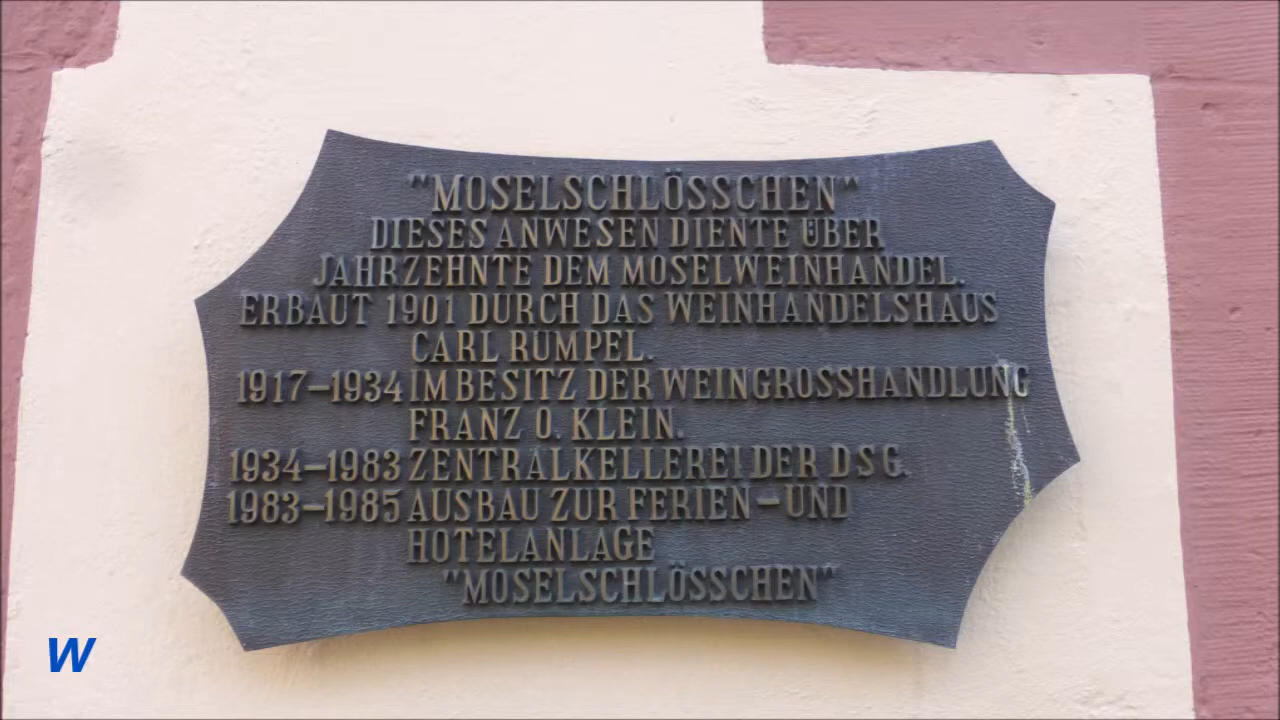 "MOSELSCHLÖSSCHEN"
DIESES ANWESEN DIENTE ÜBER
JAHRZEHNTE DEM MOSELWEINHANDEL.
ERBAUT 1901 DURCH DAS WEINHANDELSHAUS
CARL RUMPEL.
1917-1934 IM BESITZ DER WEINGROSSHANDLUNG
FRANZ O. KLEIN.
1934-1983 ZENTRALKELLEREI DER DSG.
1983-1985 AUSBAU ZUR FERIEN-UND
HOTELANLAGE
"MOSELSCHLÖSSCHEN"
W